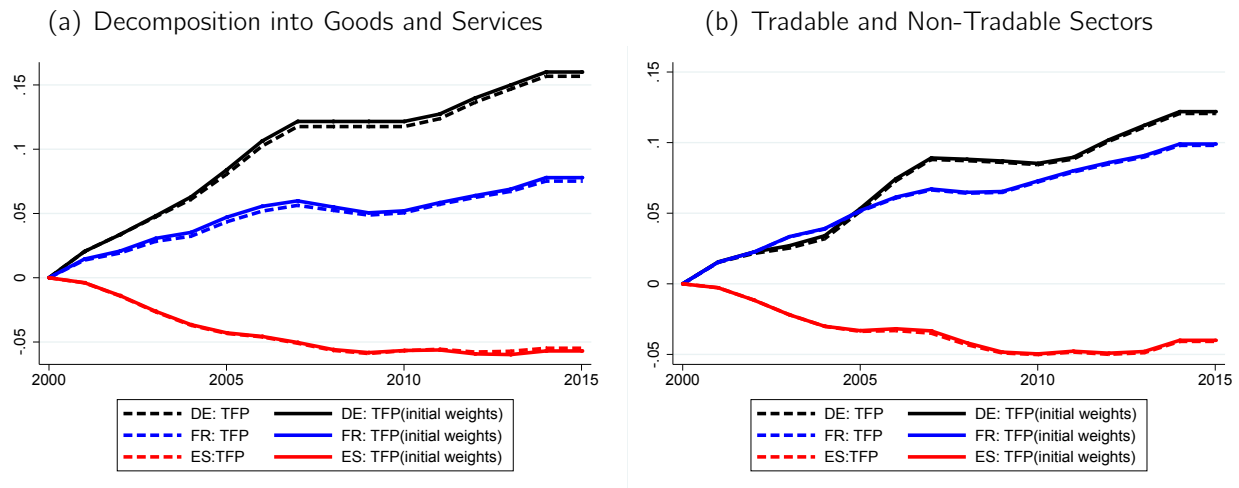 (a) Decomposition into Goods and Services
.15
.1
.05
0
-.05
2000 2005 2010 2015
DE: TFP DE: TFP(initial weights)
FR: TFP FR: TFP(initial weights)
ES:TFP ES: TFP(initial weights)
(b) Tradable and Non-Tradable Sectors
.15
.1
.05
0
-.05
2000 2005 2010 2015
DE: TFP DE: TFP(initial weights)
FR: TFP FR: TFP(initial weights)
ES:TFP ES: TFP(initial weights)